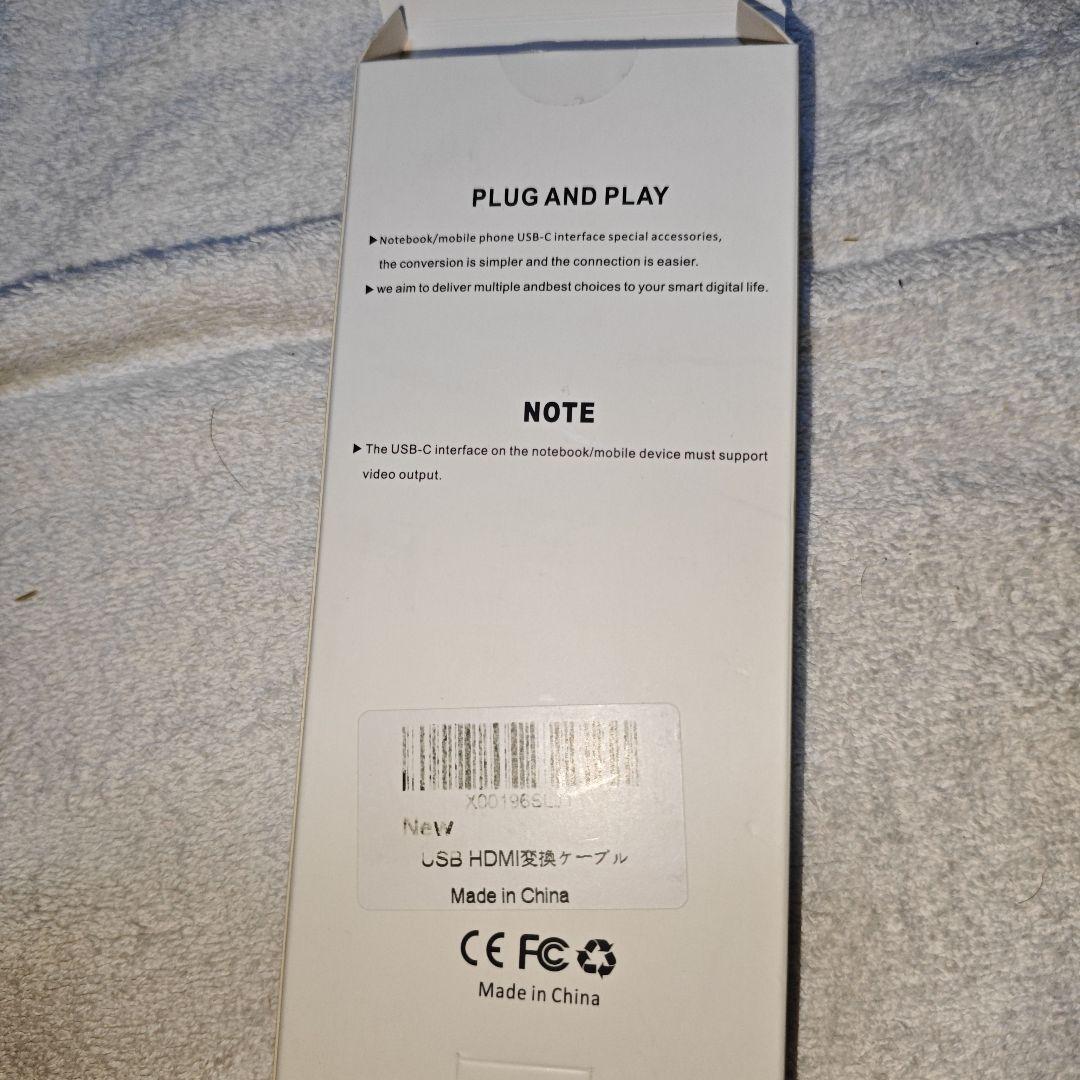 PLUG AND PLAY
▶Notebook/mobile phone USB-C interface special accessories,
the conversion is simpler and the connection is easier.
▶ we aim to deliver multiple andbest choices to your smart digital life.
NOTE
▶ The USB-C interface on the notebook/mobile device must support
video output.
New
USB HDMI変換ケーブル
Made in China
CE FC
Made in China